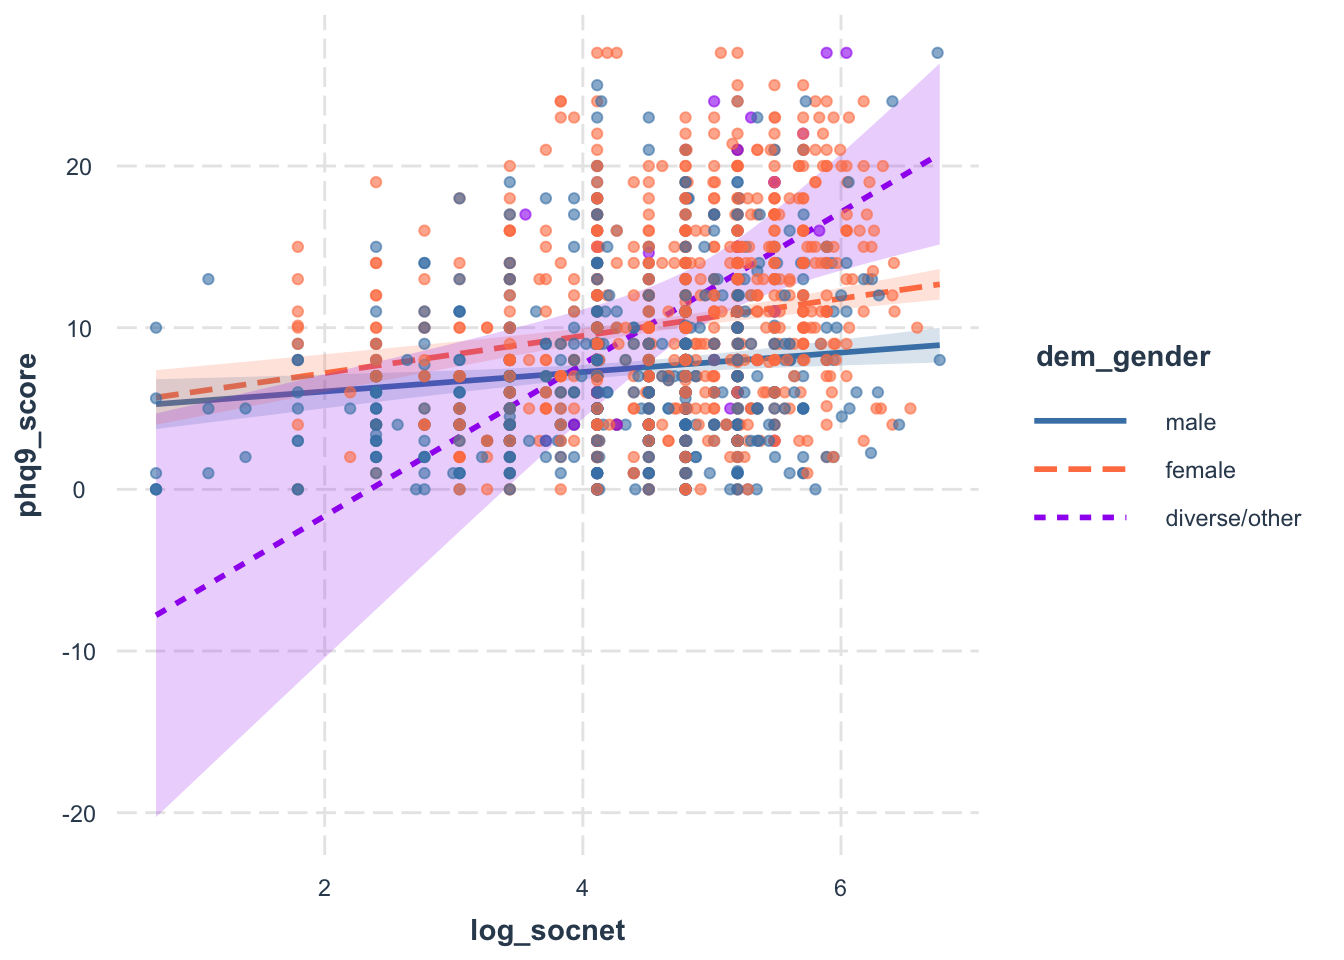 phq9_score
20
10
0
-10
-20
2
4
6
log_socnet
dem_gender
male
female
diverse/other